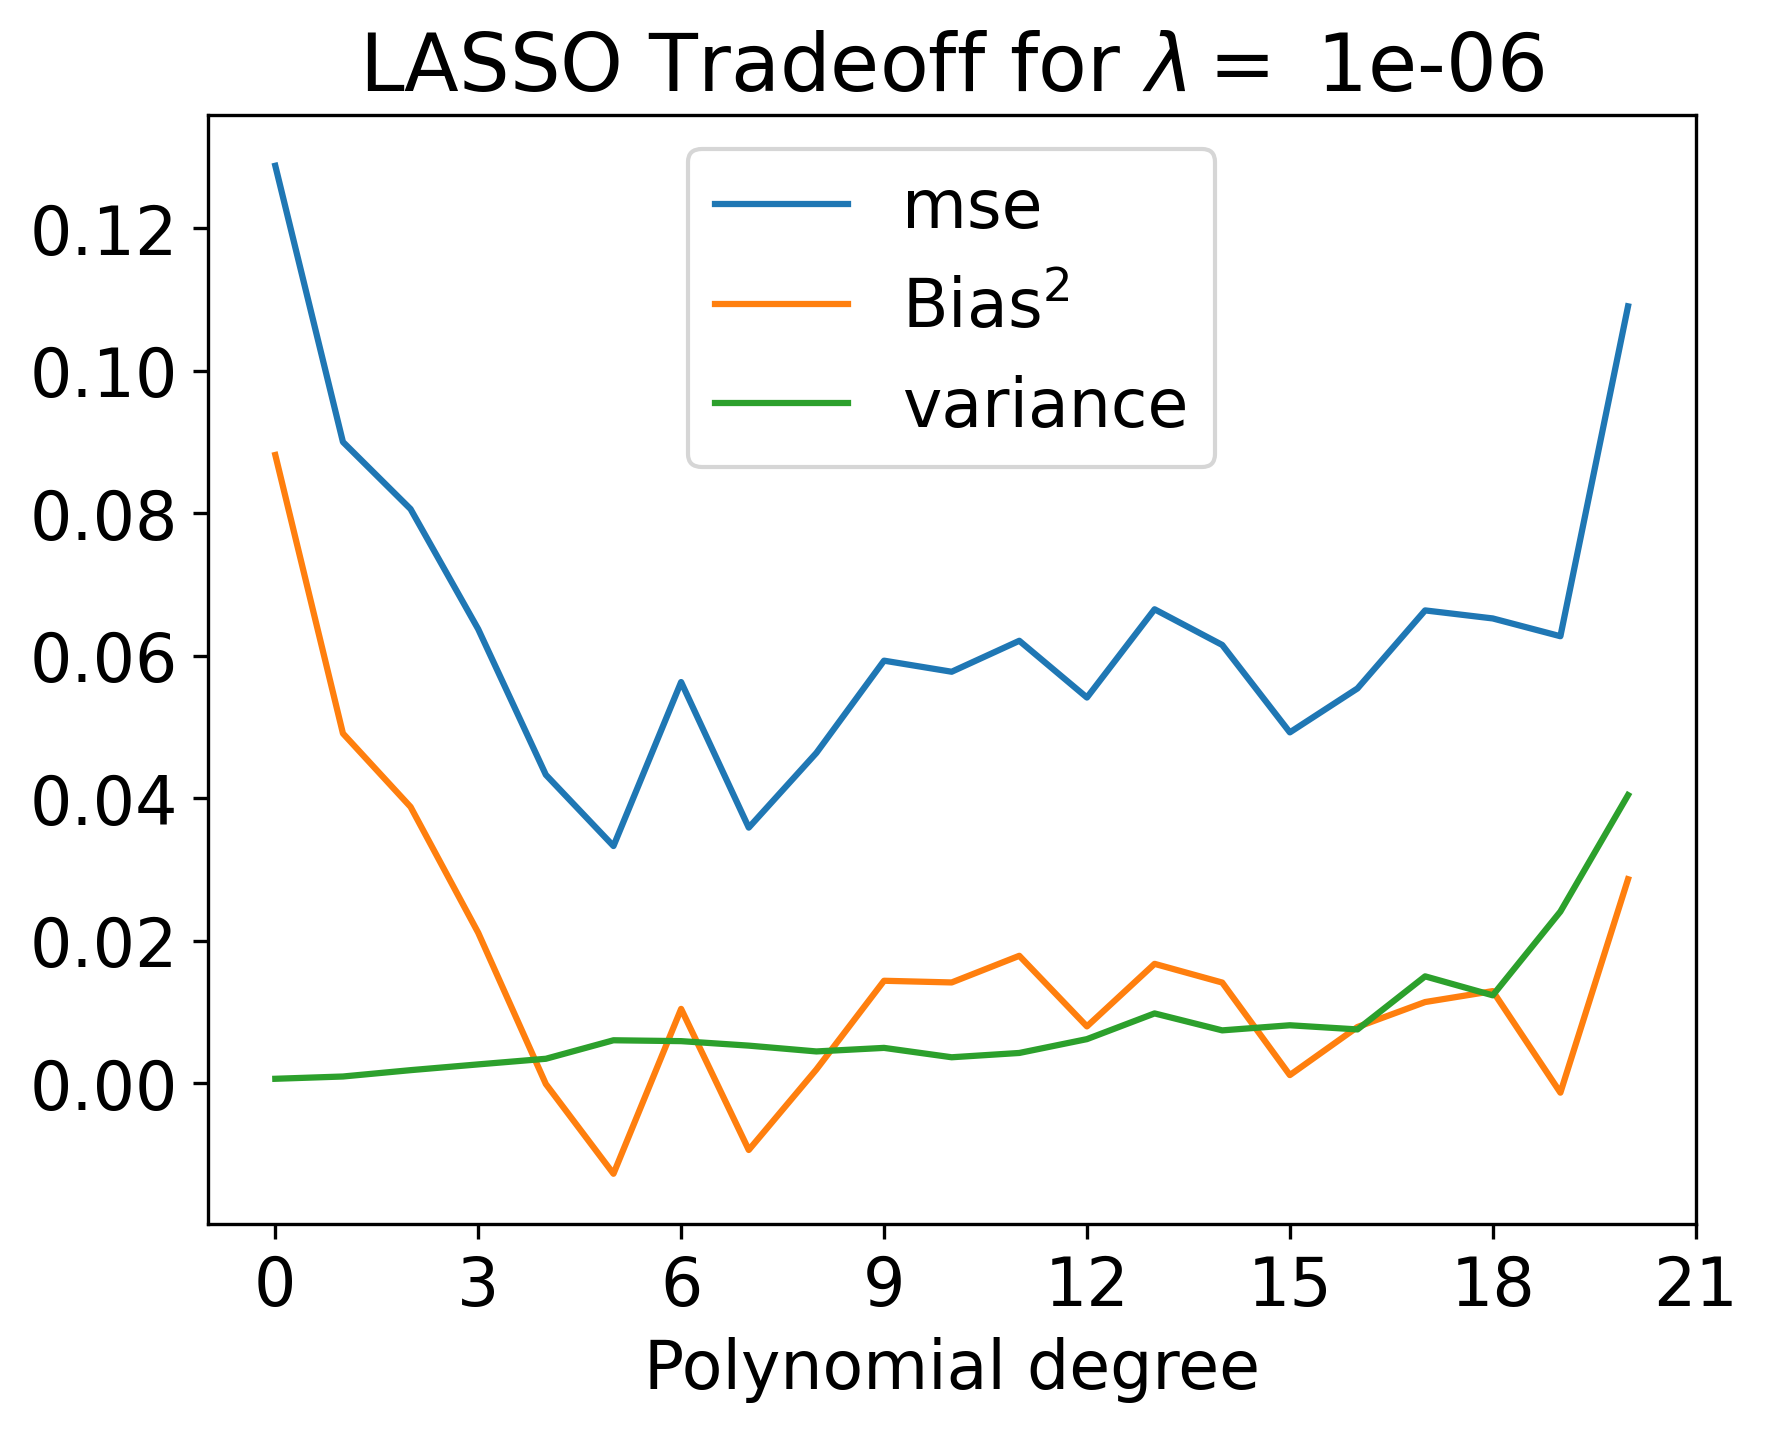 LASSO Tradeoff for λ = 1e-06
mse
Bias²
variance
0.12
0.10
0.08
0.06
0.04
0.02
0.00
0 3 6 9 12 15 18 21
Polynomial degree